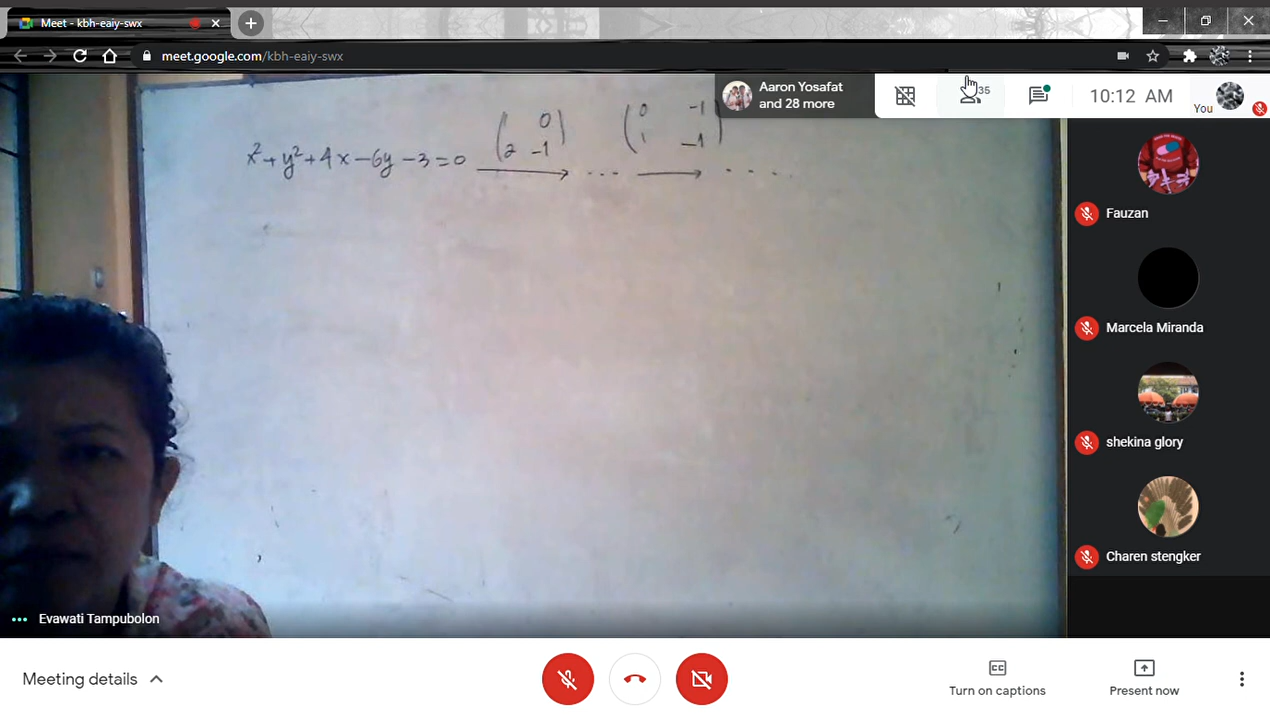 Meet - kbh-eaiy-swx
meet.google.com/kbh-eaiy-swx
Aaron Yosafat
and 28 more
35
10:12 AM
You
x²+y²+4x-6y-3=0
0
2 -1
...
0 -1
1 -1
....
Fauzan
Marcela Miranda
shekina glory
Charen stengker
Evawati Tampubolon
Meeting details
Turn on captions
Present now